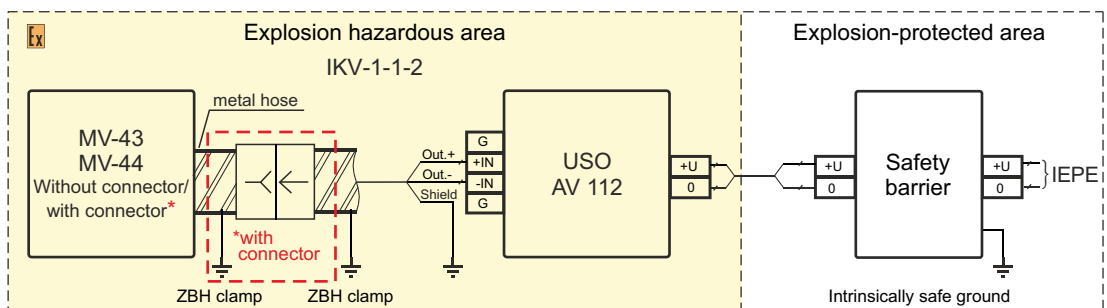 Ex
Explosion hazardous area
IKV-1-1-2
Explosion-protected area
metal hose
MV-43
MV-44
Without connector/
with connector*
*with
connector
ZBH clamp
ZBH clamp
Out.+
Out.-
Shield
G
+IN
-IN
G
USO
AV 112
+U
0
+U
0
Safety
barrier
+U
0
IEPE
Intrinsically safe ground